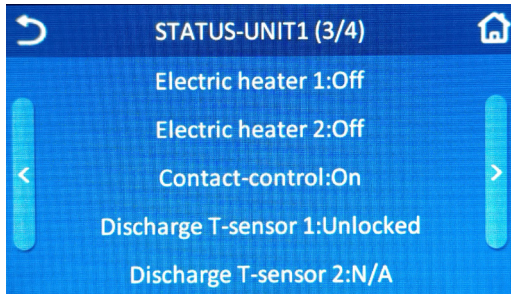 STATUS-UNIT1 (3/4)
Electric heater 1:Off
Electric heater 2:Off
Contact-control:On
Discharge T-sensor 1:Unlocked
Discharge T-sensor 2:N/A